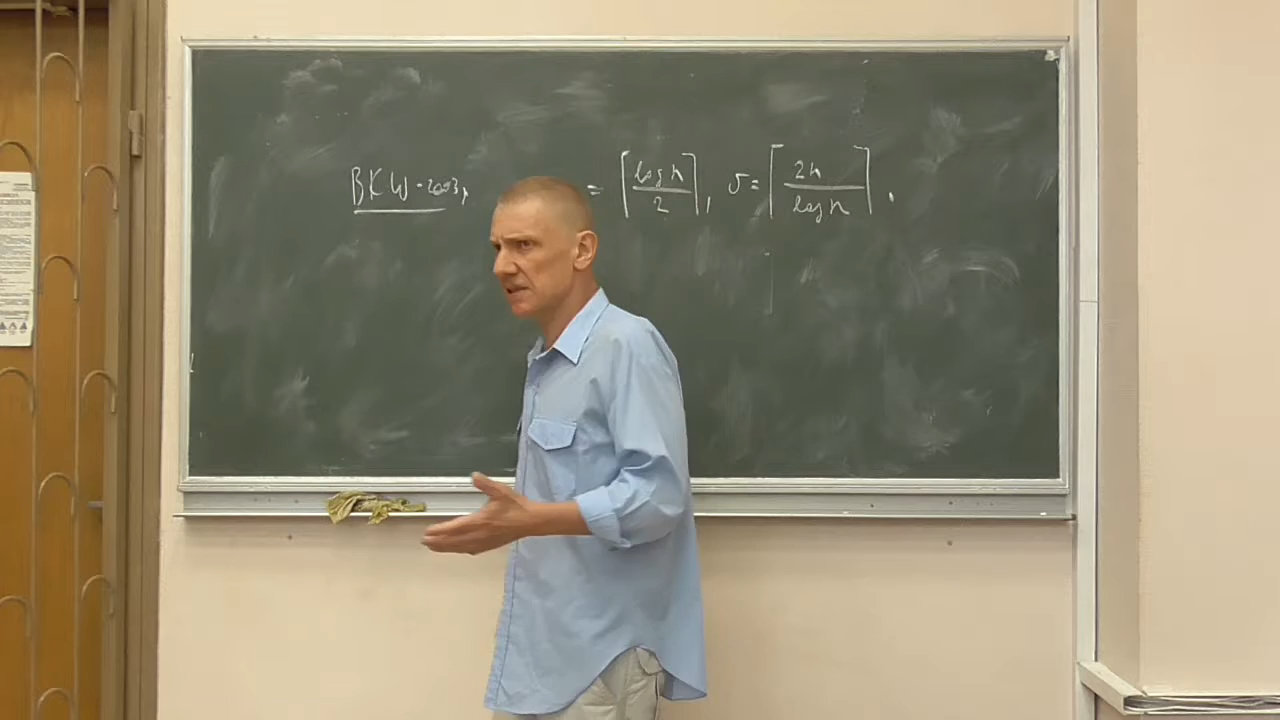 BKW-2003, = ⌈log n / 2⌉, σ = ⌈2n / log n⌉.